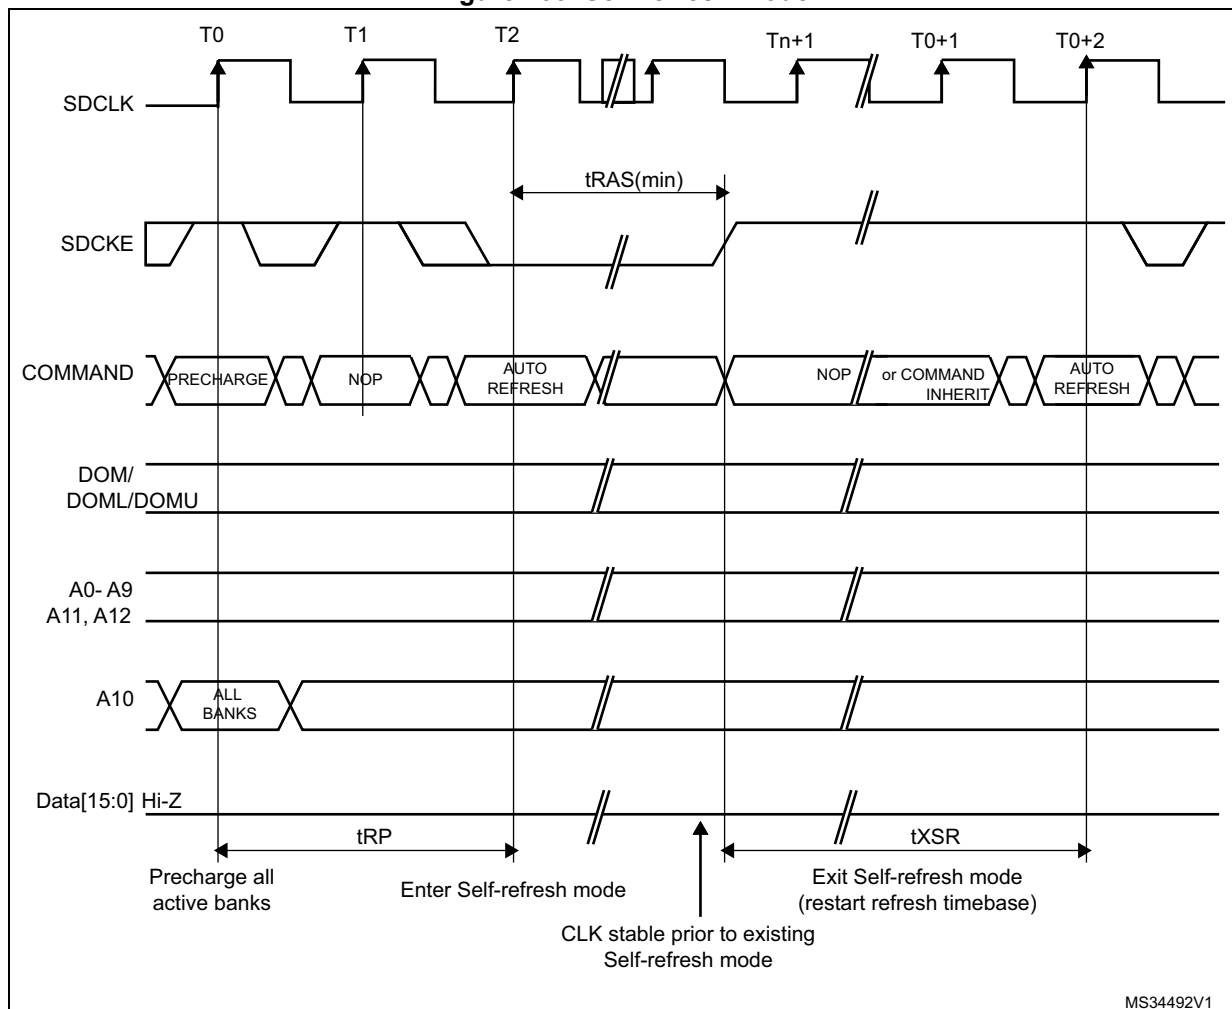 T0 T1 T2 Tn+1 T0+1 T0+2
SDCLK
tRAS(min)
SDCKE
COMMAND PRECHARGE NOP AUTO REFRESH NOP or COMMAND INHERIT AUTO REFRESH
DOM/
DOML/DOMU
A0- A9
A11, A12
A10 ALL BANKS
Data[15:0] Hi-Z
tRP tXSR
Precharge all
active banks
Enter Self-refresh mode
Exit Self-refresh mode
(restart refresh timebase)
CLK stable prior to existing
Self-refresh mode
MS34492V1